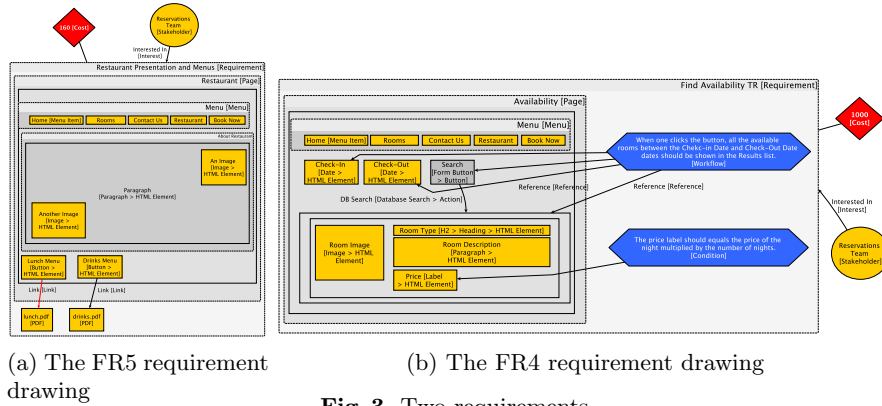 160 [Cost]
Reservations
Team
[Stakeholder]
Interested In
[Interest]
Restaurant Presentation and Menus [Requirement]
Restaurant [Page]
Menu [Menu]
Home [Menu Item]
Rooms
Contact Us
Restaurant
Book Now
About Restaurant
An Image
[Image >
HTML Element]
Paragraph
[Paragraph > HTML Element]
Another Image
[Image >
HTML Element]
Lunch Menu
[Button >
HTML Element]
Drinks Menu
[Button >
HTML Element]
Link [Link]
Link [Link]
lunch.pdf
[PDF]
drinks.pdf
[PDF]
(a) The FR5 requirement
drawing
Find Availability TR [Requirement]
Availability [Page]
Menu [Menu]
Home [Menu Item]
Rooms
Contact Us
Restaurant
Book Now
Check-In
[Date >
HTML Element]
Check-Out
[Date >
HTML Element]
Search
[Form Button
> Button]
When one clicks the button, all the available
rooms between the Chekc-in Date and Check-Out Date
dates should be shown in the Results list.
[Workflow]
1000
[Cost]
Reference [Reference]
Reference [Reference]
DB Search [Database Search > Action]
Interested In
[Interest]
Room Image
[Image > HTML
Element]
Room Type [H2 > Heading > HTML Element]
Room Description
[Paragraph >
HTML Element]
Price [Label
> HTML Element]
The price label should equals the price of the
night multiplied by the number of nights.
[Condition]
Reservations
Team
[Stakeholder]
(b) The FR4 requirement drawing
Fig. 3. Two requirements